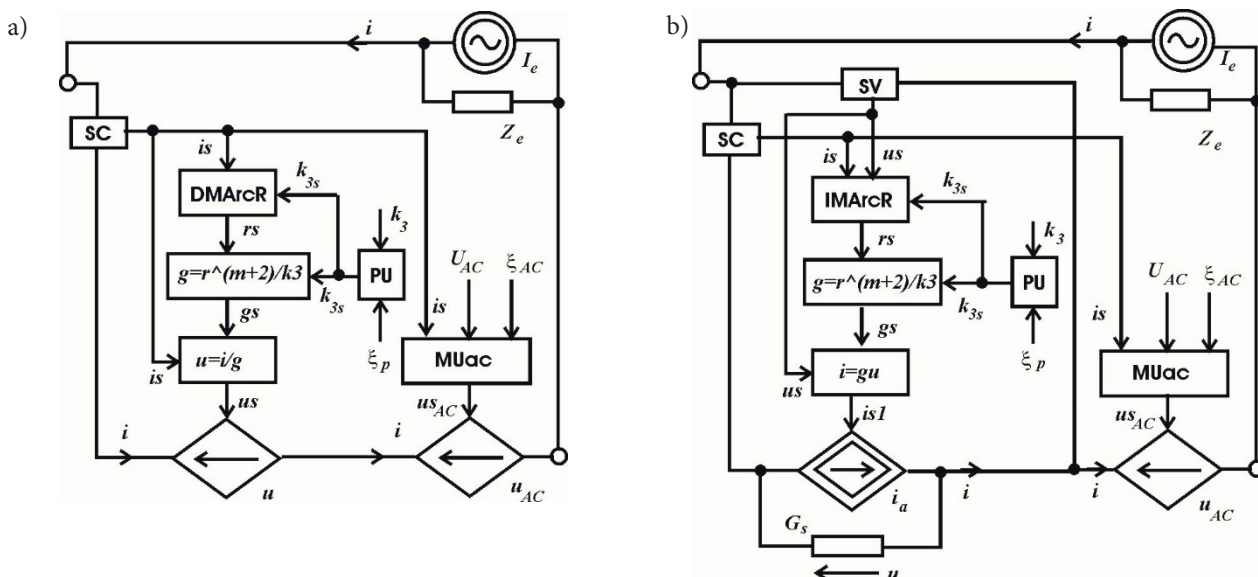 a)
i
I_e
Z_e
SC
is
k_3s
DMArcR
rs
k_3
g=r^(m+2)/k3
PU
k_3s
U_AC
ξ_AC
gs
is
ξ_p
u=i/g
MUac
is
us
us_AC
i
i
u
u_AC
b)
i
I_e
SV
Z_e
SC
is
us
k_3s
IMArcR
rs
k_3
g=r^(m+2)/k3
PU
k_3s
U_AC
ξ_AC
gs
is
ξ_p
i=gu
MUac
us
is1
us_AC
i_a
i
i
u_AC
G_s
u